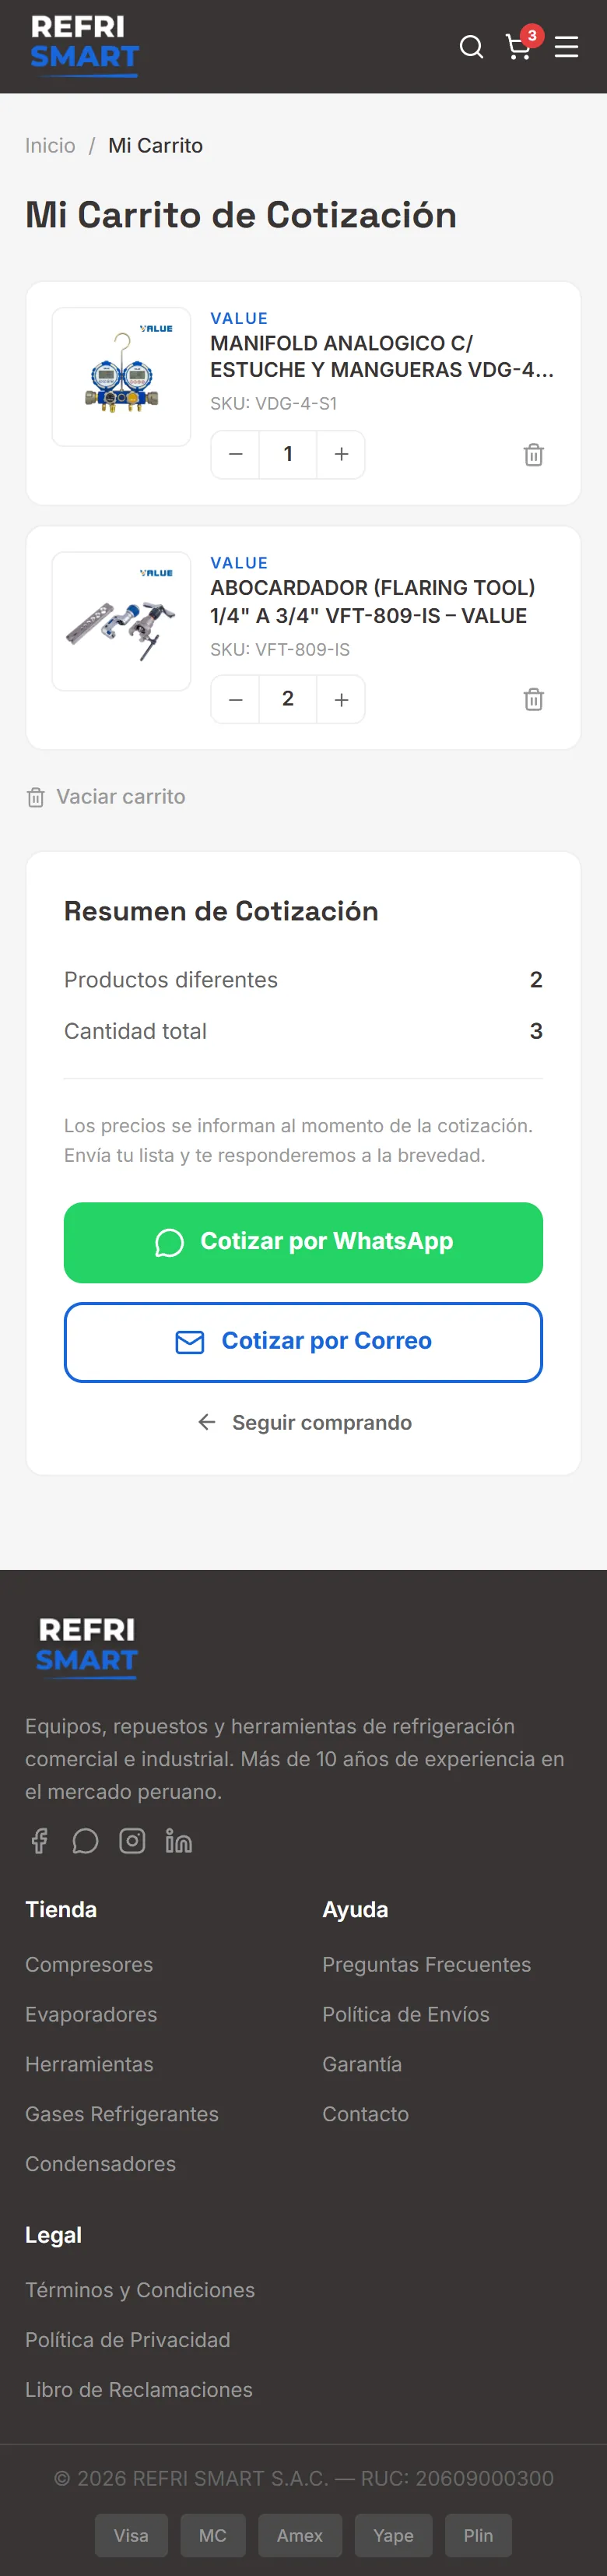 REFRI
SMART
3
Inicio / Mi Carrito
Mi Carrito de Cotización
VALUE
VALUE
MANIFOLD ANALOGICO C/
ESTUCHE Y MANGUERAS VDG-4...
SKU: VDG-4-S1
1
VALUE
VALUE
ABOCARDADOR (FLARING TOOL)
1/4" A 3/4" VFT-809-IS – VALUE
SKU: VFT-809-IS
2
Vaciar carrito
Resumen de Cotización
Productos diferentes 2
Cantidad total 3
Los precios se informan al momento de la cotización.
Envía tu lista y te responderemos a la brevedad.
Cotizar por WhatsApp
Cotizar por Correo
Seguir comprando
REFRI
SMART
Equipos, repuestos y herramientas de refrigeración
comercial e industrial. Más de 10 años de experiencia en
el mercado peruano.
Tienda
Compresores
Evaporadores
Herramientas
Gases Refrigerantes
Condensadores
Ayuda
Preguntas Frecuentes
Política de Envíos
Garantía
Contacto
Legal
Términos y Condiciones
Política de Privacidad
Libro de Reclamaciones
© 2026 REFRI SMART S.A.C. — RUC: 20609000300
Visa MC Amex Yape Plin